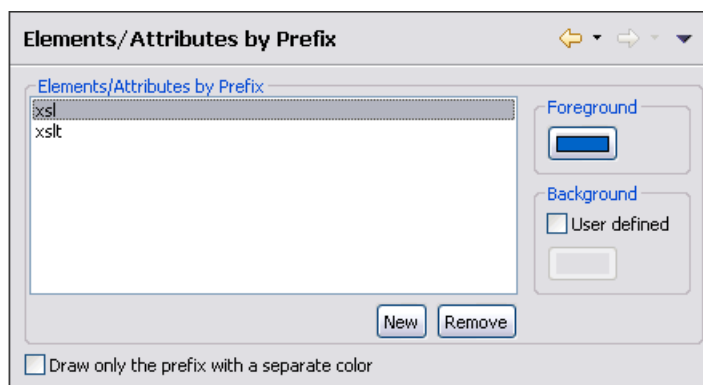 Elements/Attributes by Prefix
Elements/Attributes by Prefix
xsl
xslt
Foreground
Background
User defined
New
Remove
Draw only the prefix with a separate color